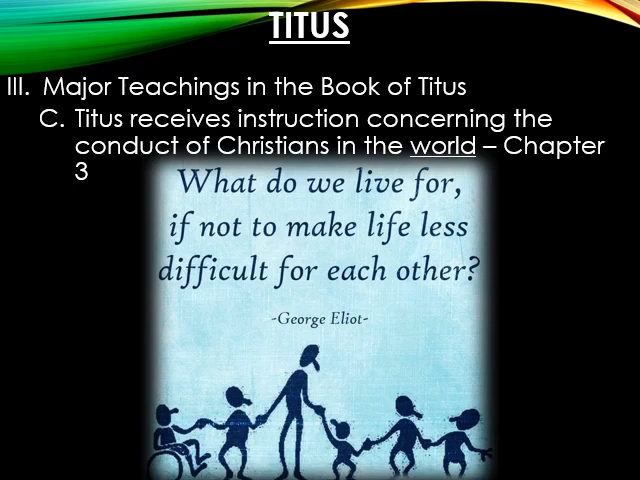 TITUS
III. Major Teachings in the Book of Titus
C. Titus receives instruction concerning the
conduct of Christians in the world – Chapter
3
What do we live for,
if not to make life less
difficult for each other?
-George Eliot-